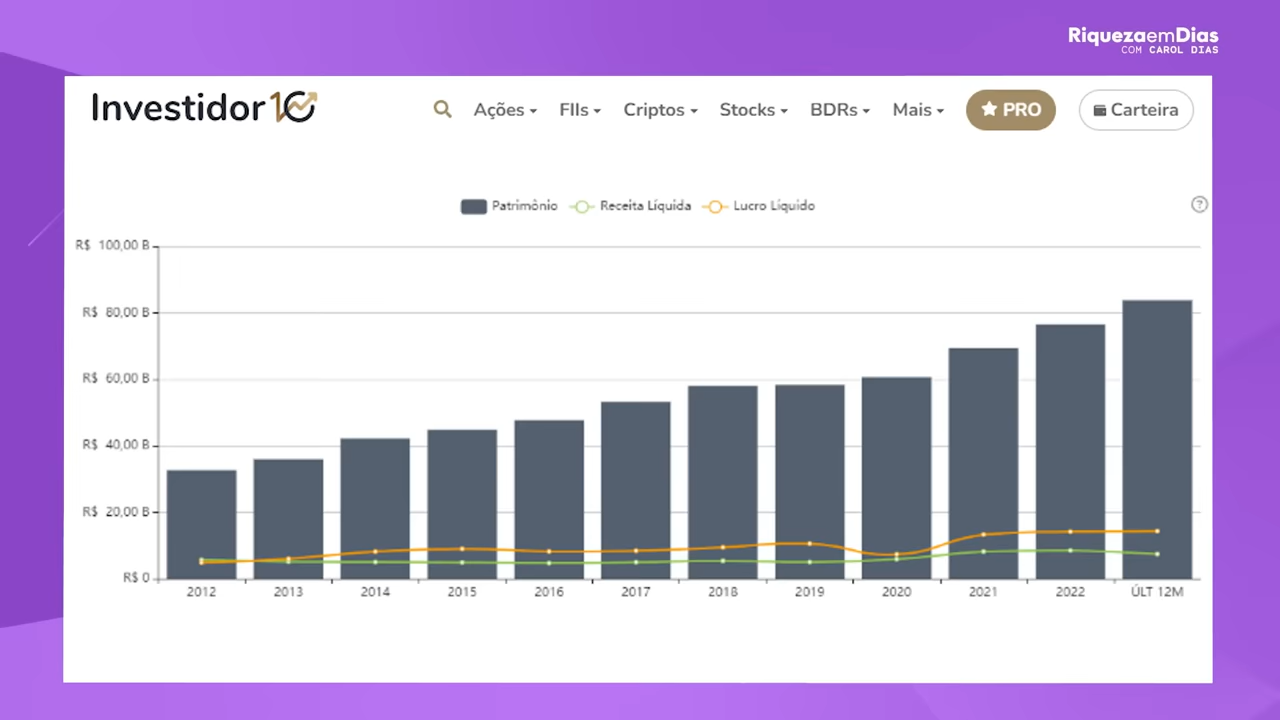 RiquezaemDias
COM CAROL DIAS
Investidor 10
Ações
FIIs
Criptos
Stocks
BDRs
Mais
PRO
Carteira
Patrimônio
Receita Líquida
Lucro Líquido
?
R$ 100,00 B
R$ 80,00 B
R$ 60,00 B
R$ 40,00 B
R$ 20,00 B
R$ 0
2012 2013 2014 2015 2016 2017 2018 2019 2020 2021 2022 ÚLT 12M